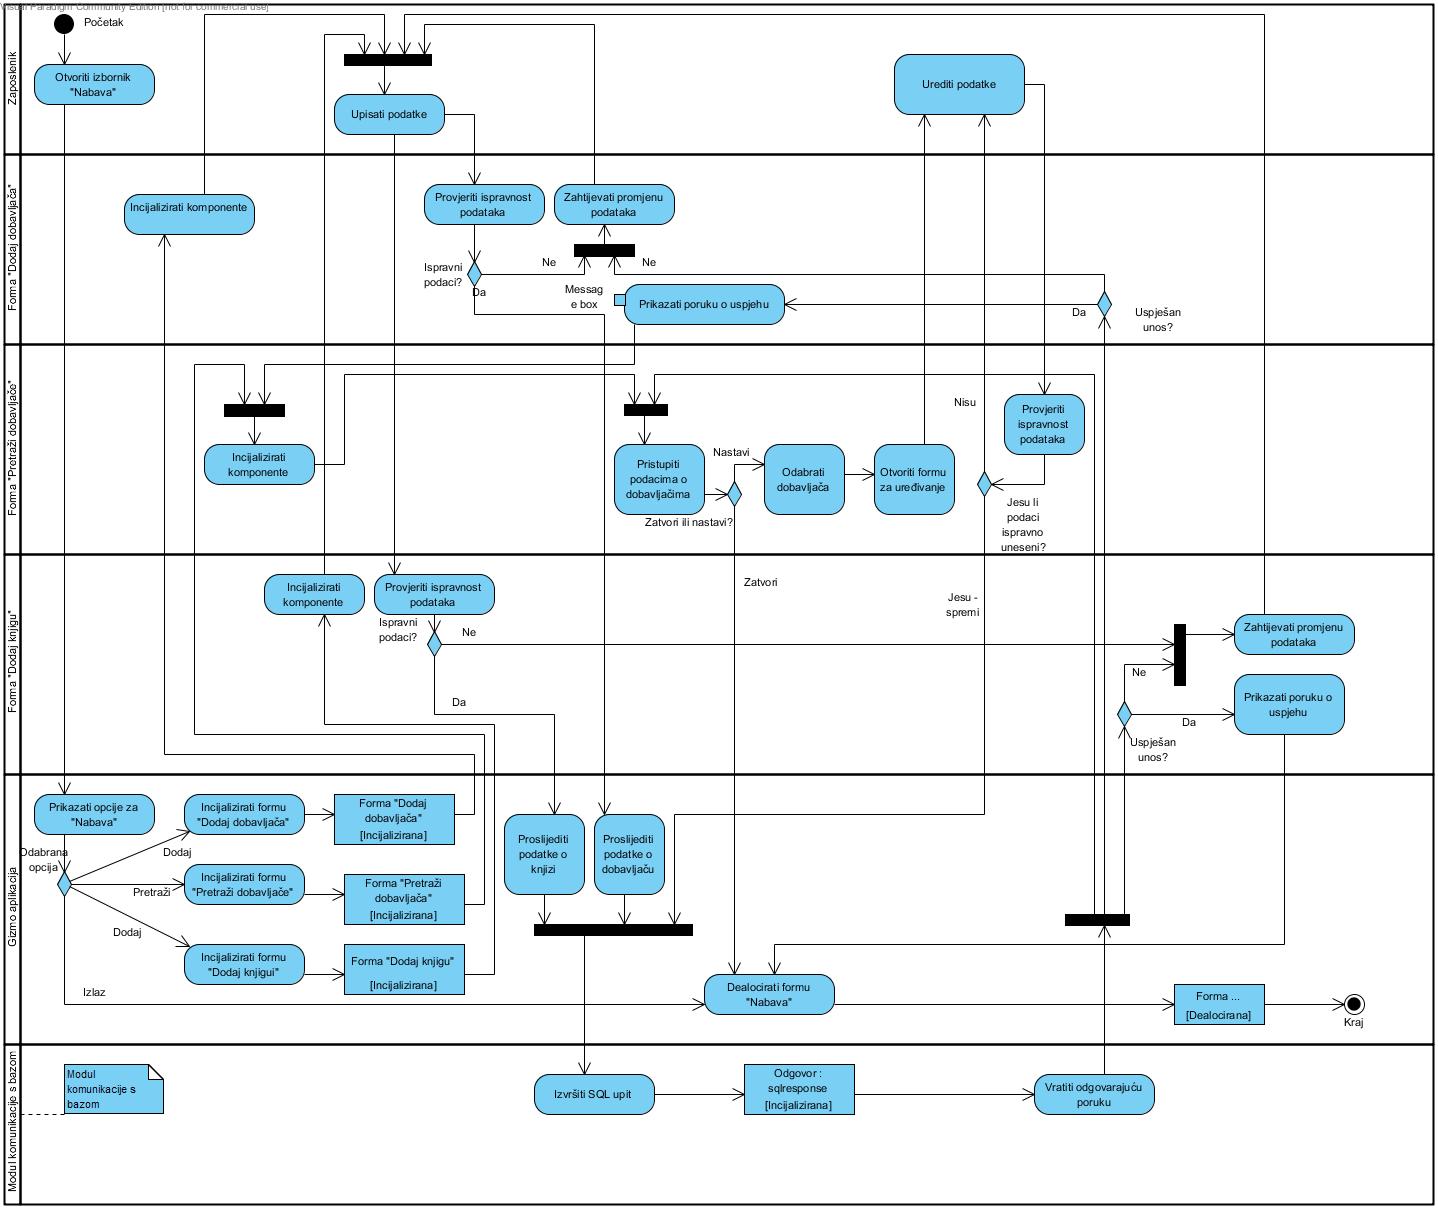 Visual Paradigm Community Edition [not for commercial use]
Zaposlenik
Početak
Otvoriti izbornik
"Nabava"
Upisati podatke
Urediti podatke
Forma "Dodaj dobavljača"
Incijalizirati komponente
Provjeriti ispravnost
podataka
Zahtijevati promjenu
podataka
Ispravni
podaci?
Da
Ne
Ne
Messag
e box
Prikazati poruku o uspjehu
Da
Uspješan
unos?
Forma "Pretraži dobavljače"
Incijalizirati
komponente
Pristupiti
podacima o
dobavljačima
Nastavi
Zatvori ili nastavi?
Odabrati
dobavljača
Otvoriti formu
za uređivanje
Nisu
Provjeriti
ispravnost
podataka
Jesu li
podaci
ispravno
uneseni?
Forma "Dodaj knjigu"
Incijalizirati
komponente
Provjeriti ispravnost
podataka
Ispravni
podaci?
Ne
Da
Zatvori
Jesu -
spremi
Zahtijevati promjenu
podataka
Ne
Prikazati poruku o
uspjehu
Da
Uspješan
unos?
Gizmo aplikacija
Prikazati opcije za
"Nabava"
Odabrana
opcija
Incijalizirati formu
"Dodaj dobavljača"
Dodaj
Forma "Dodaj
dobavljača"
[Incijalizirana]
Incijalizirati formu
"Pretraži dobavljače"
Pretraži
Forma "Pretraži
dobavljača"
[Incijalizirana]
Dodaj
Incijalizirati formu
"Dodaj knjigui"
Forma "Dodaj knjigu"
[Incijalizirana]
Izlaz
Proslijediti
podatke o
knjizi
Proslijediti
podatke o
dobavljaču
Dealocirati formu
"Nabava"
Forma ...
[Dealocirana]
Kraj
Modul komunikacije s bazom
Modul
komunikacije s
bazom
Izvršiti SQL upit
Odgovor :
sqlresponse
[Incijalizirana]
Vratiti odgovarajuću
poruku